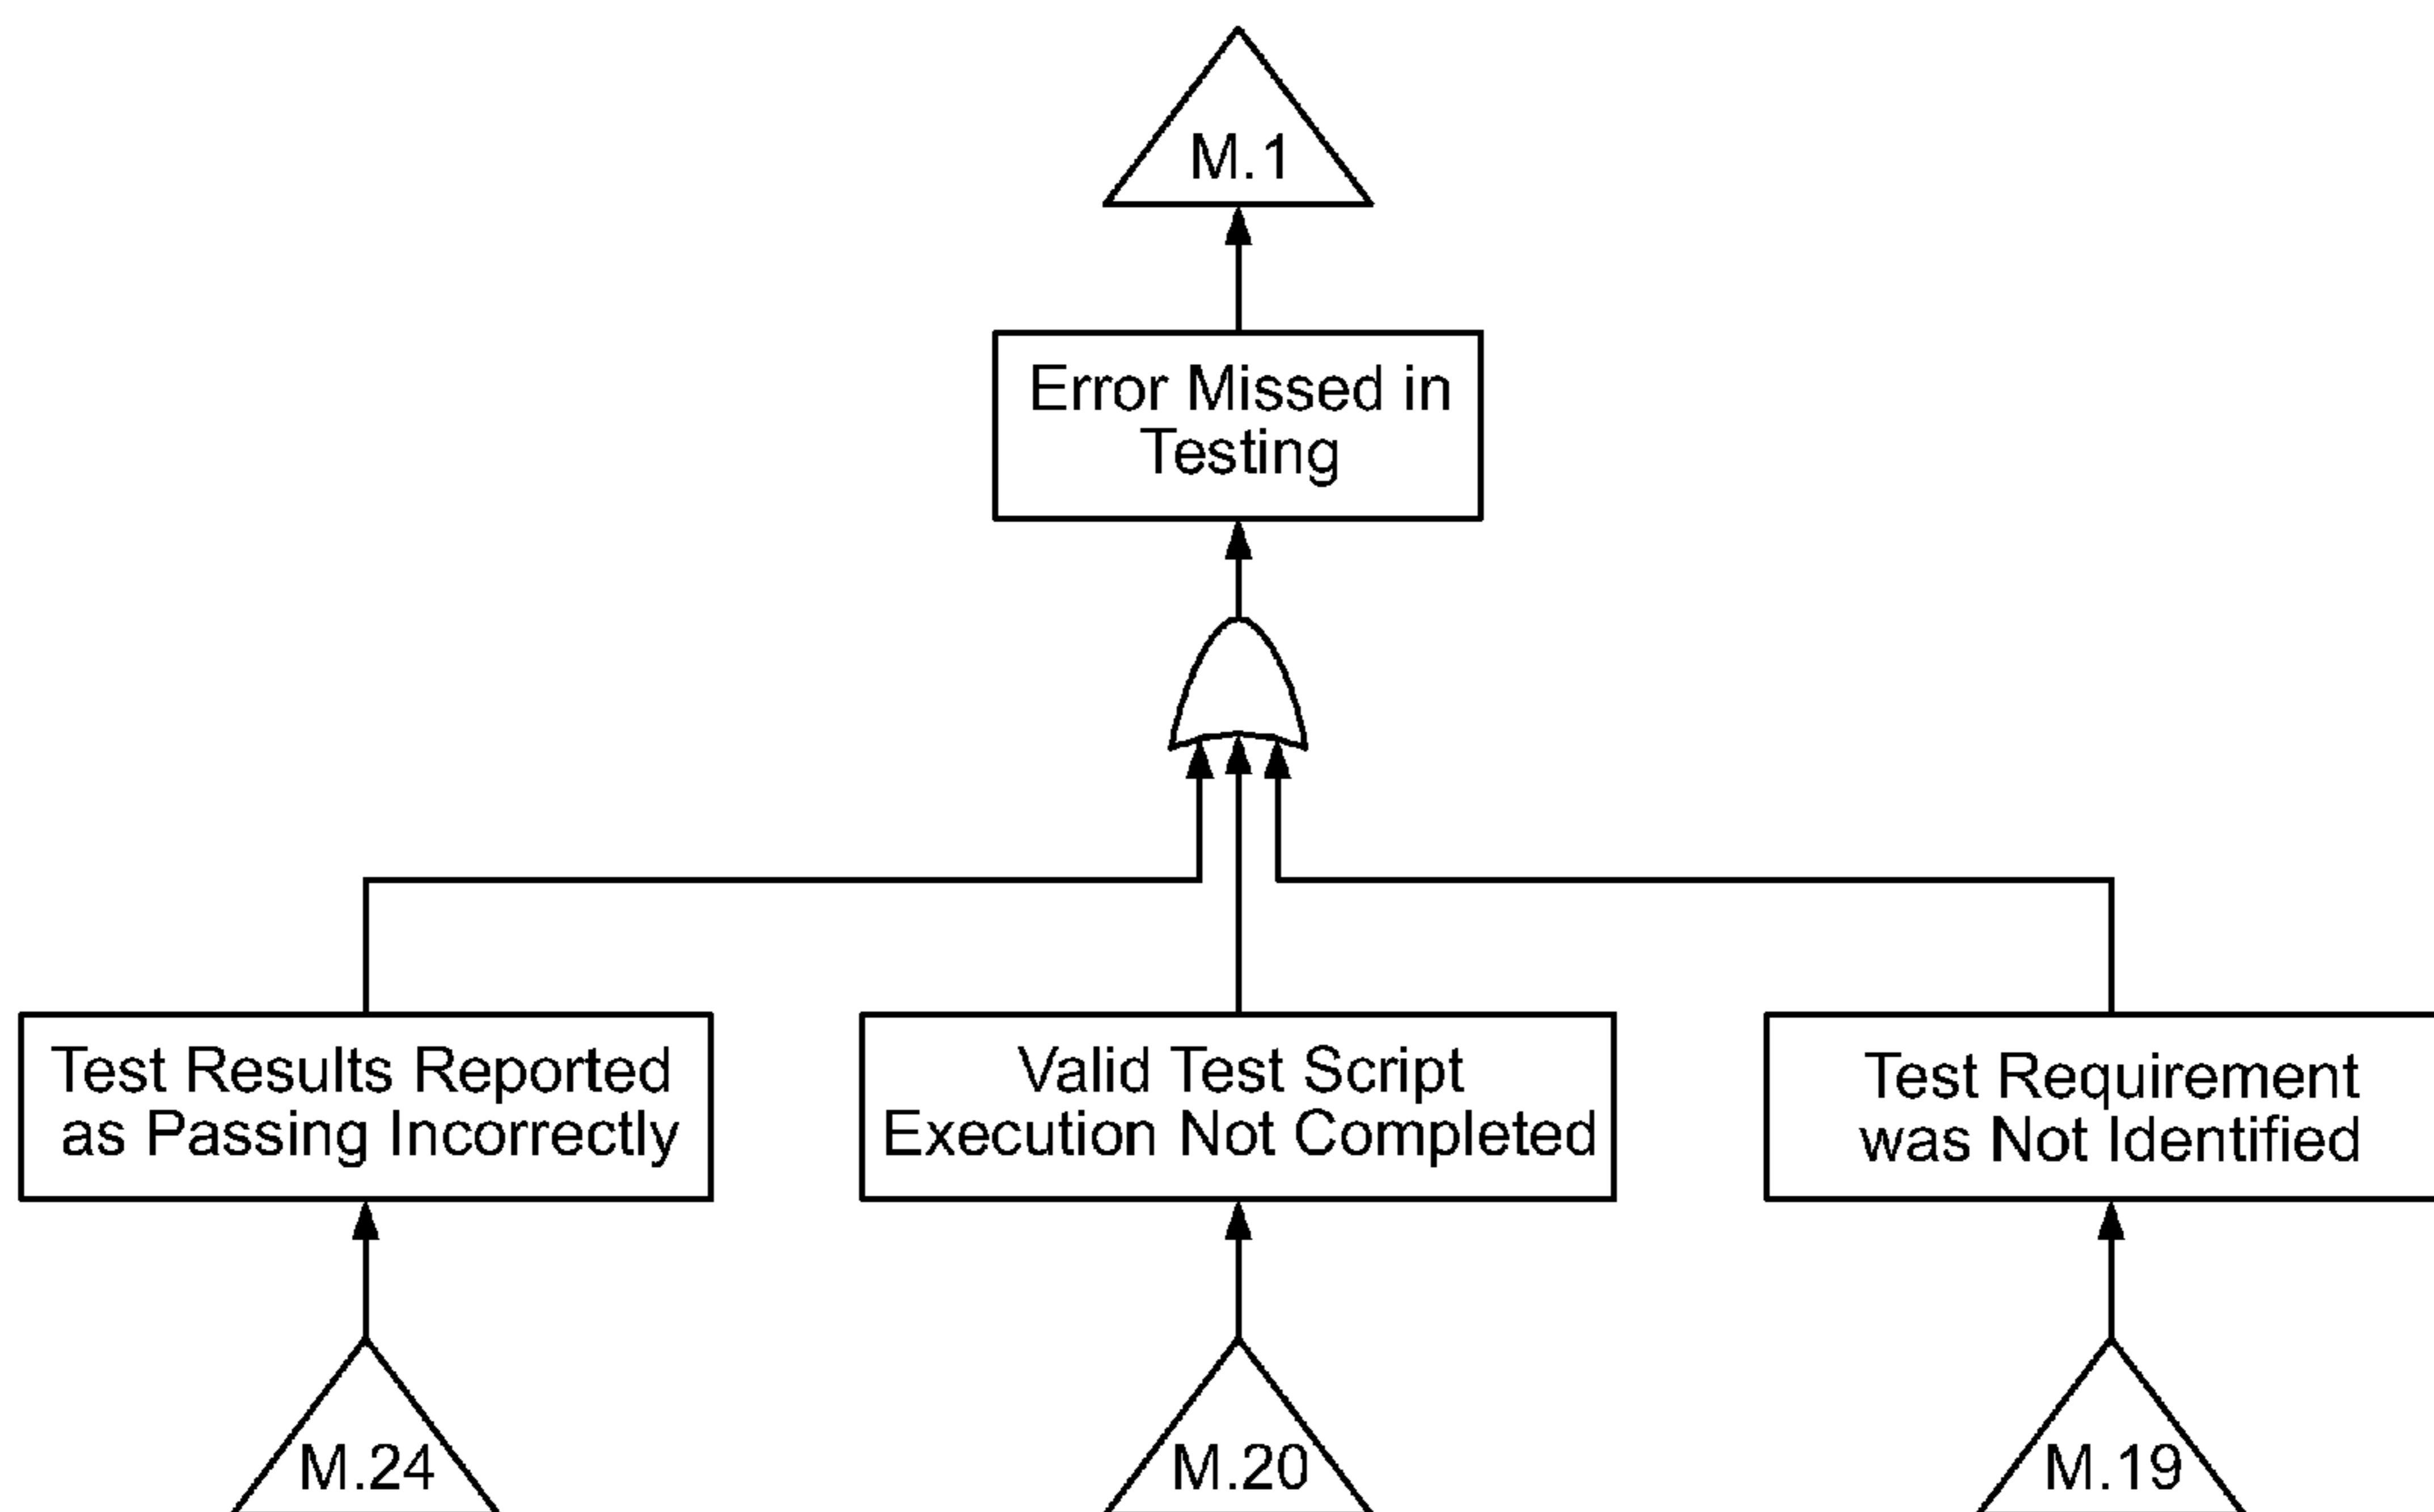 M.1
Error Missed in
Testing
Test Results Reported
as Passing Incorrectly
Valid Test Script
Execution Not Completed
Test Requirement
was Not Identified
M.24
M.20
M.19